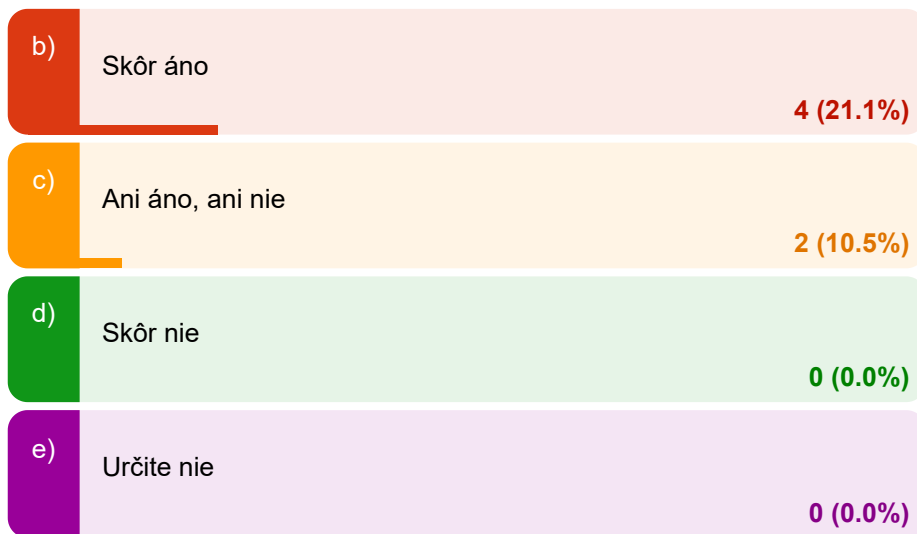 b)
Skôr áno
4 (21.1%)
c)
Ani áno, ani nie
2 (10.5%)
d)
Skôr nie
0 (0.0%)
e)
Určite nie
0 (0.0%)